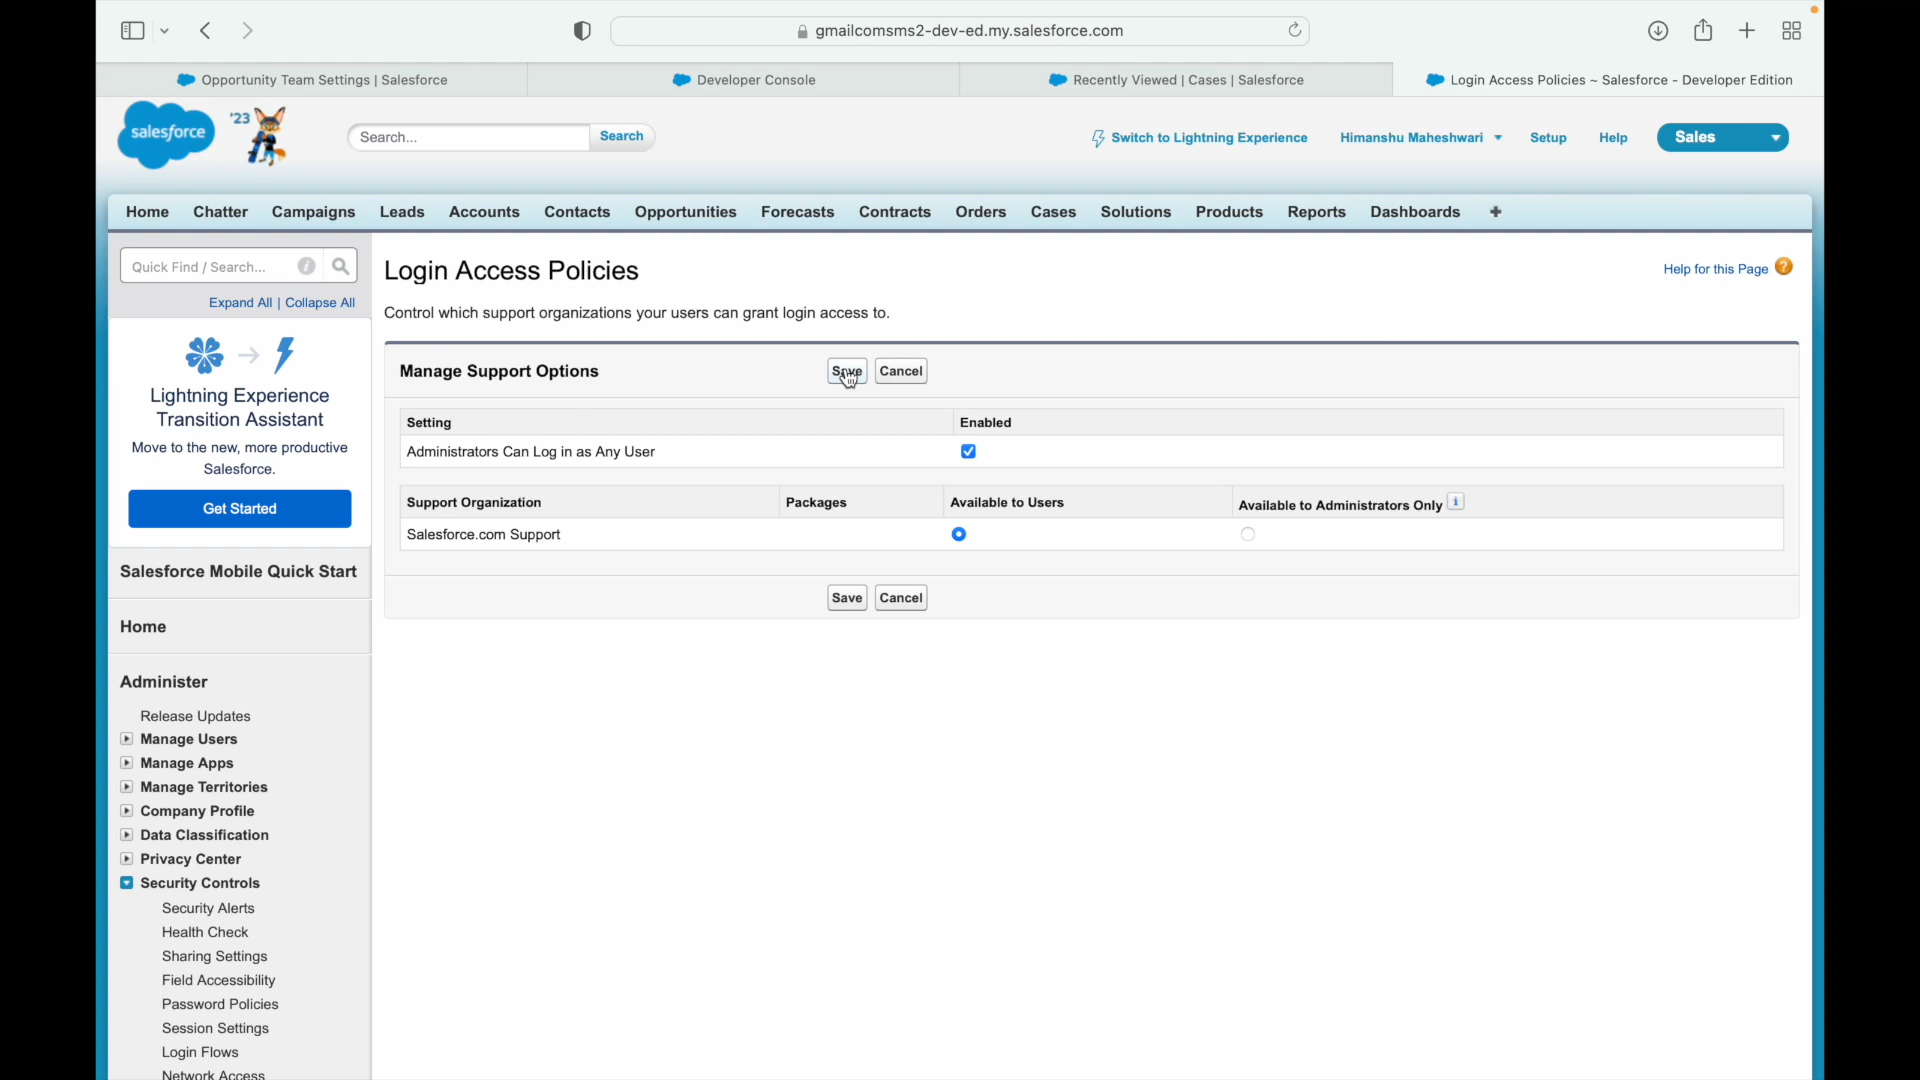 gmailcomsms2-dev-ed.my.salesforce.com
Opportunity Team Settings | Salesforce
Developer Console
Recently Viewed | Cases | Salesforce
Login Access Policies ~ Salesforce - Developer Edition
salesforce
'23
Search...
Search
Switch to Lightning Experience
Himanshu Maheshwari
Setup
Help
Sales
Home Chatter Campaigns Leads Accounts Contacts Opportunities Forecasts Contracts Orders Cases Solutions Products Reports Dashboards +
Quick Find / Search...
Expand All | Collapse All
Lightning Experience
Transition Assistant
Move to the new, more productive
Salesforce.
Get Started
Salesforce Mobile Quick Start
Home
Administer
Release Updates
Manage Users
Manage Apps
Manage Territories
Company Profile
Data Classification
Privacy Center
Security Controls
Security Alerts
Health Check
Sharing Settings
Field Accessibility
Password Policies
Session Settings
Login Flows
Network Access
Login Access Policies
Help for this Page ?
Control which support organizations your users can grant login access to.
Manage Support Options
Save
Cancel
Setting Enabled
Administrators Can Log in as Any User
Support Organization Packages Available to Users Available to Administrators Only i
Salesforce.com Support
Save
Cancel